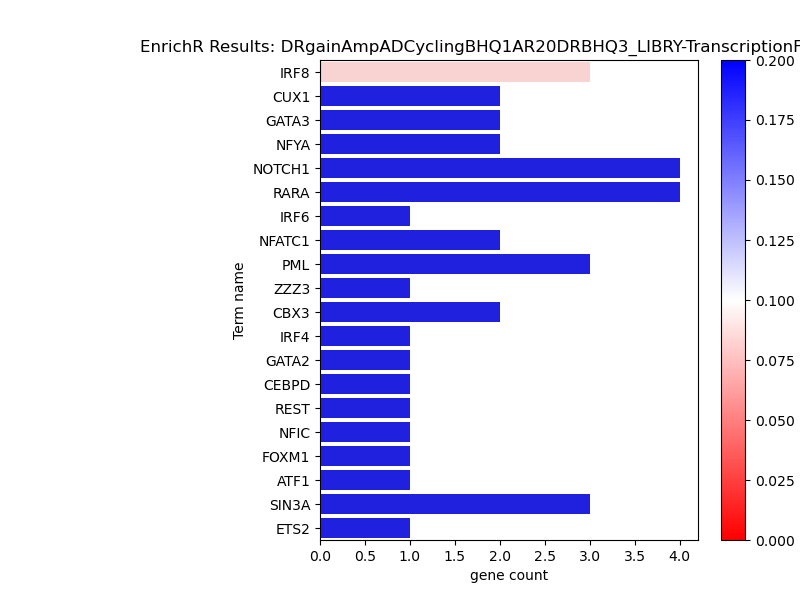 EnrichR Results: DRgainAmpADCyclingBHQ1AR20DRBHQ3_LIBRY-TranscriptionF
IRF8
CUX1
GATA3
NFYA
NOTCH1
RARA
IRF6
NFATC1
PML
ZZZ3
CBX3
IRF4
GATA2
CEBPD
REST
NFIC
FOXM1
ATF1
SIN3A
ETS2
Term name
0.0 0.5 1.0 1.5 2.0 2.5 3.0 3.5 4.0
gene count
0.200
0.175
0.150
0.125
0.100
0.075
0.050
0.025
0.000